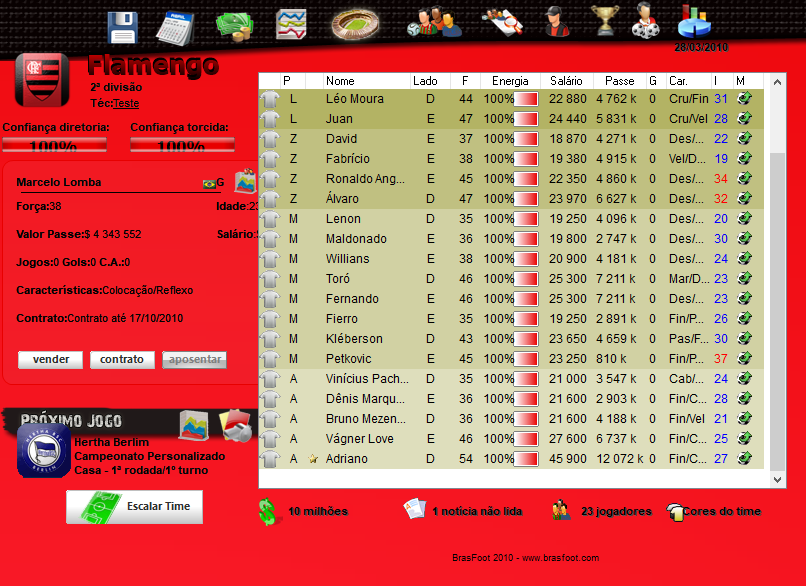 28/03/2010
Flamengo
2ª divisão
Téc:Teste
Confiança diretoria: Confiança torcida:
100% 100%
Marcelo Lomba G
Força:38 Idade:23
Valor Passe:$ 4 343 552 Salário:
Jogos:0 Gols:0 C.A.:0
Características:Colocação/Reflexo
Contrato:Contrato até 17/10/2010
vender contrato aposentar
PRÓXIMO JOGO
Hertha Berlim
Campeonato Personalizado
Casa - 1ª rodada/1º turno
Escalar Time
P Nome Lado F Energia Salário Passe G Car. I M
L Léo Moura D 44 100% 22 880 4 762 k 0 Cru/Fin 31
L Juan E 47 100% 24 440 5 831 k 0 Cru/Vel 28
Z David D 37 100% 18 870 4 271 k 0 Des/... 22
Z Fabrício E 38 100% 19 380 4 915 k 0 Vel/D... 19
Z Ronaldo Ang... E 45 100% 22 350 4 860 k 0 Des/... 34
Z Álvaro D 47 100% 23 970 6 627 k 0 Des/... 32
M Lenon D 35 100% 19 250 4 096 k 0 Des/... 20
M Maldonado E 36 100% 19 800 2 747 k 0 Des/... 30
M Willians E 38 100% 20 900 4 181 k 0 Des/... 24
M Toró D 46 100% 25 300 7 211 k 0 Mar/D... 23
M Fernando E 46 100% 25 300 7 211 k 0 Des/... 23
M Fierro E 35 100% 19 250 2 891 k 0 Fin/P... 26
M Kléberson D 43 100% 23 650 4 659 k 0 Pas/F... 30
M Petkovic E 45 100% 23 250 810 k 0 Fin/P... 37
A Vinícius Pach... D 35 100% 21 000 3 547 k 0 Cab/... 24
A Dênis Marqu... E 36 100% 21 600 2 903 k 0 Fin/C... 28
A Bruno Mezen... D 36 100% 21 600 4 188 k 0 Fin/Vel 21
A Vágner Love E 46 100% 27 600 6 737 k 0 Fin/C... 25
A Adriano D 54 100% 45 900 12 072 k 0 Fin/C... 27
10 milhões 1 notícia não lida 23 jogadores Cores do time
BrasFoot 2010 - www.brasfoot.com